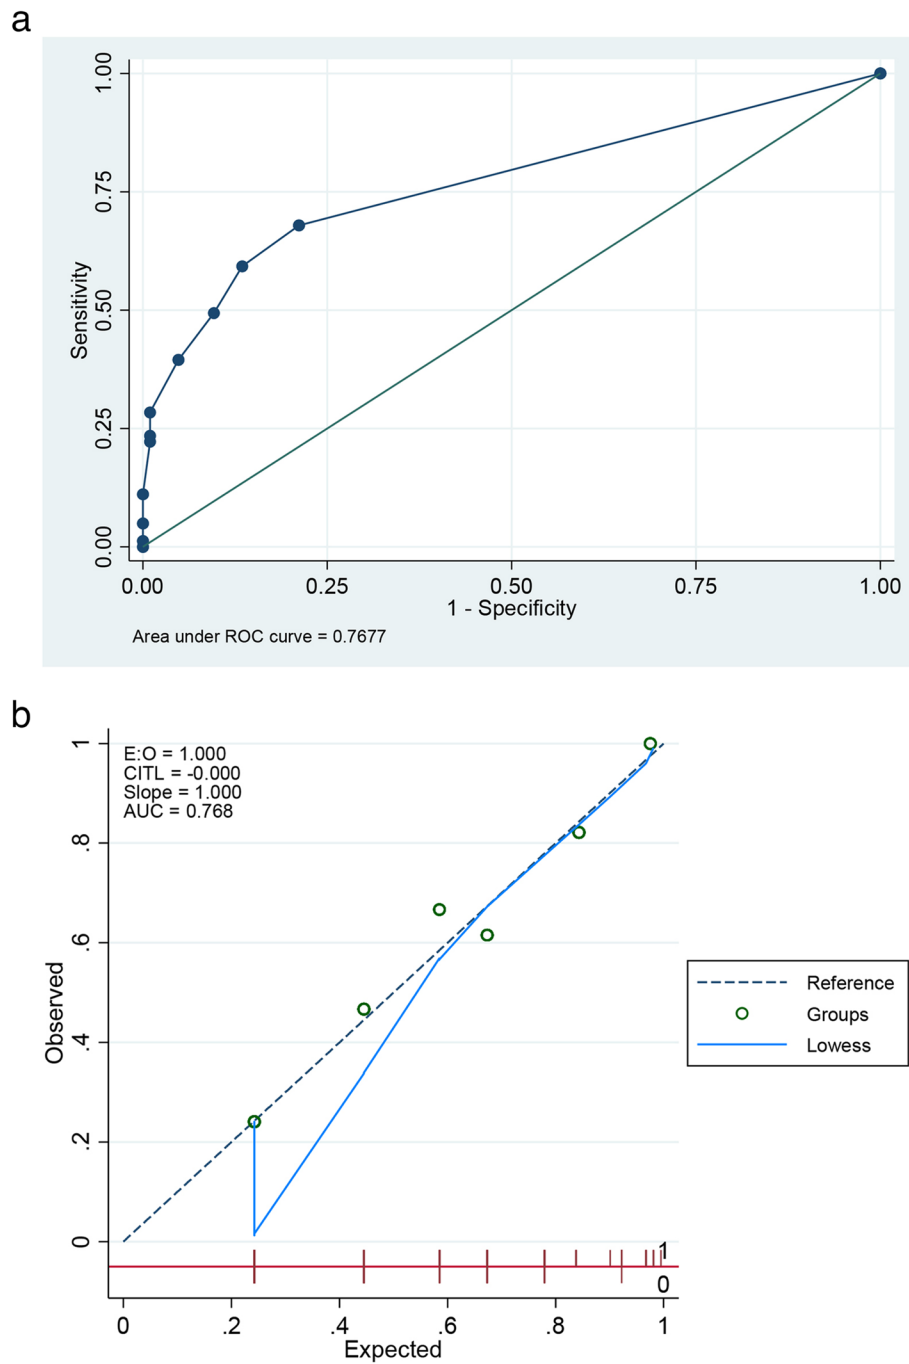 a
1.00
0.75
0.50
0.25
0.00
Sensitivity
0.00 0.25 0.50 0.75 1.00
1 - Specificity
Area under ROC curve = 0.7677
b
E:O = 1.000
CITL = -0.000
Slope = 1.000
AUC = 0.768
1
.8
.6
.4
.2
0
Observed
Reference
Groups
Lowess
1
0
0 .2 .4 .6 .8 1
Expected